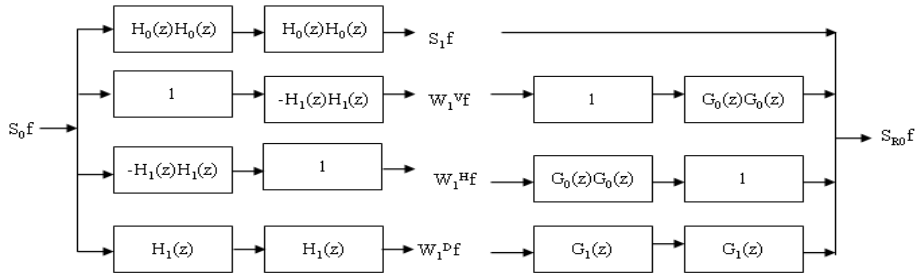 H₀(z)H₀(z) H₀(z)H₀(z) S₁f
1 -H₁(z)H₁(z) W₁ⱽf 1 G₀(z)G₀(z)
S₀f S_R0f
-H₁(z)H₁(z) 1 W₁ᴴf G₀(z)G₀(z) 1
H₁(z) H₁(z) W₁ᴰf G₁(z) G₁(z)